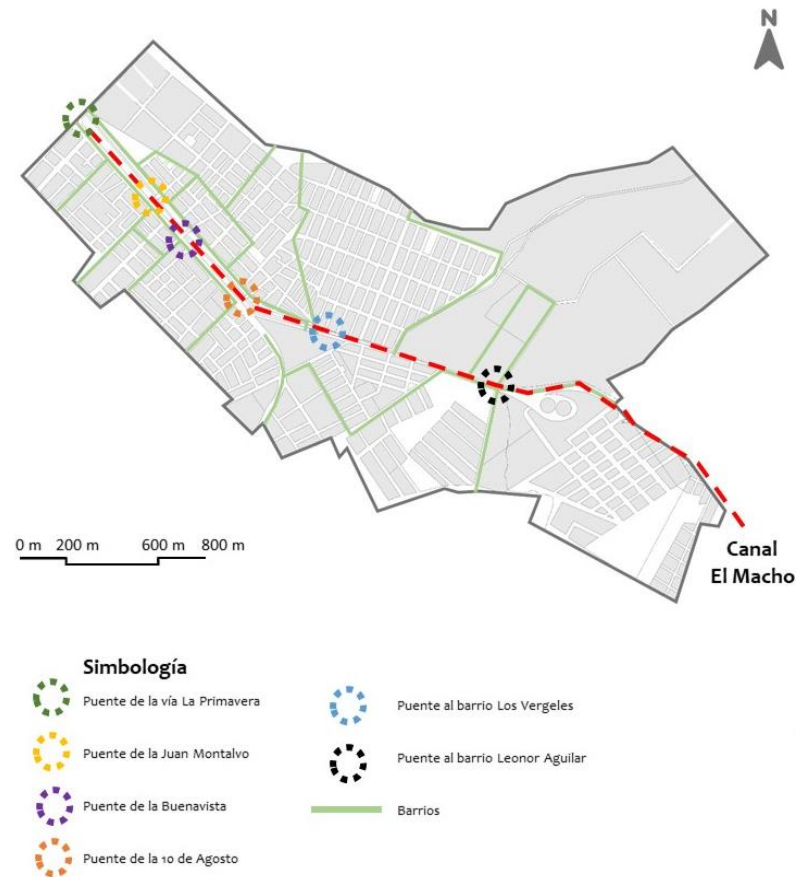 N
0 m 200 m 600 m 800 m
Canal
El Macho
Simbología
Puente de la vía La Primavera
Puente de la Juan Montalvo
Puente de la Buenavista
Puente de la 10 de Agosto
Puente al barrio Los Vergeles
Puente al barrio Leonor Aguilar
Barrios